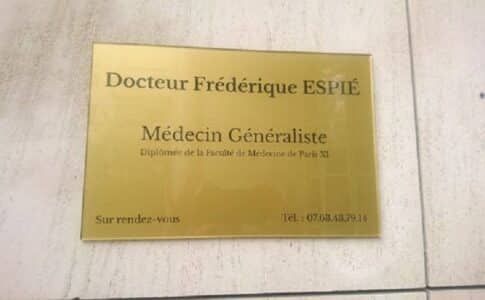 Docteur Frédérique ESPIÉ
Médecin Généraliste
Diplômée de la Faculté de Médecine de Paris XI
Sur rendez-vous
Tél. : 07.68.48.79.14